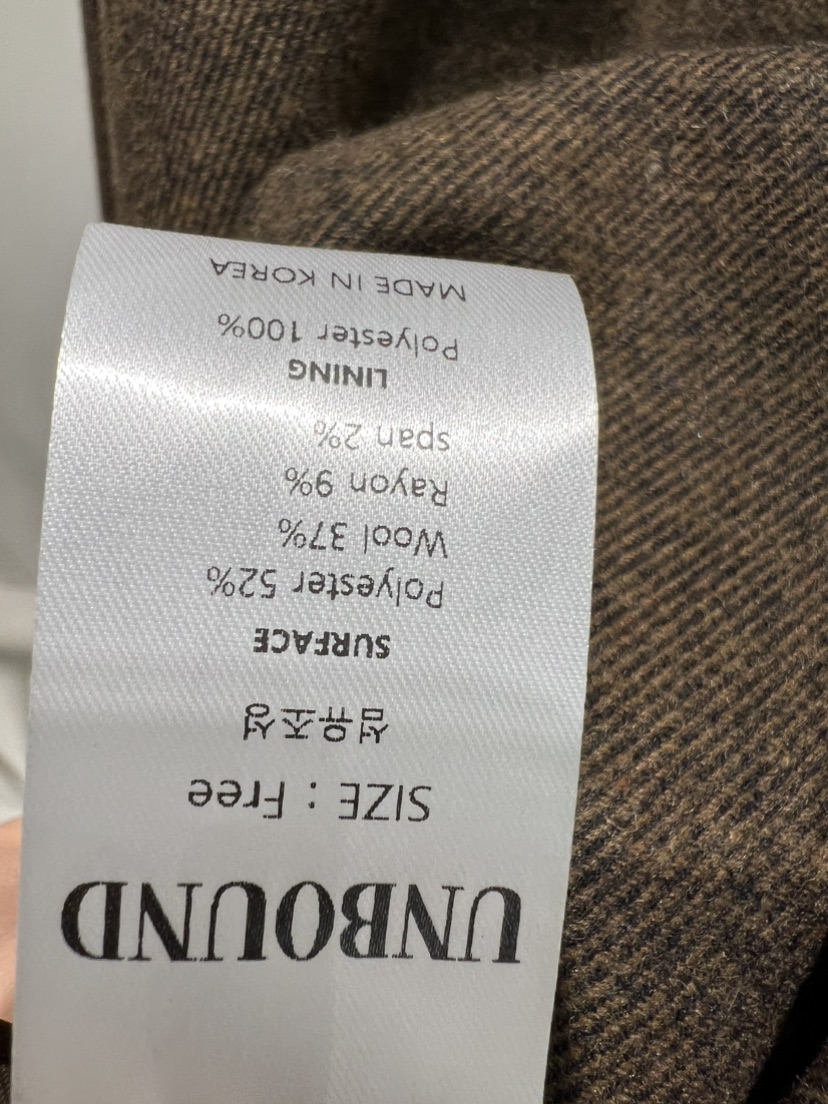 UNBOUND
SIZE : Free
섬유조성
SURFACE
Polyester 52%
Wool 37%
Rayon 9%
span 2%
LINING
Polyester 100%
MADE IN KOREA